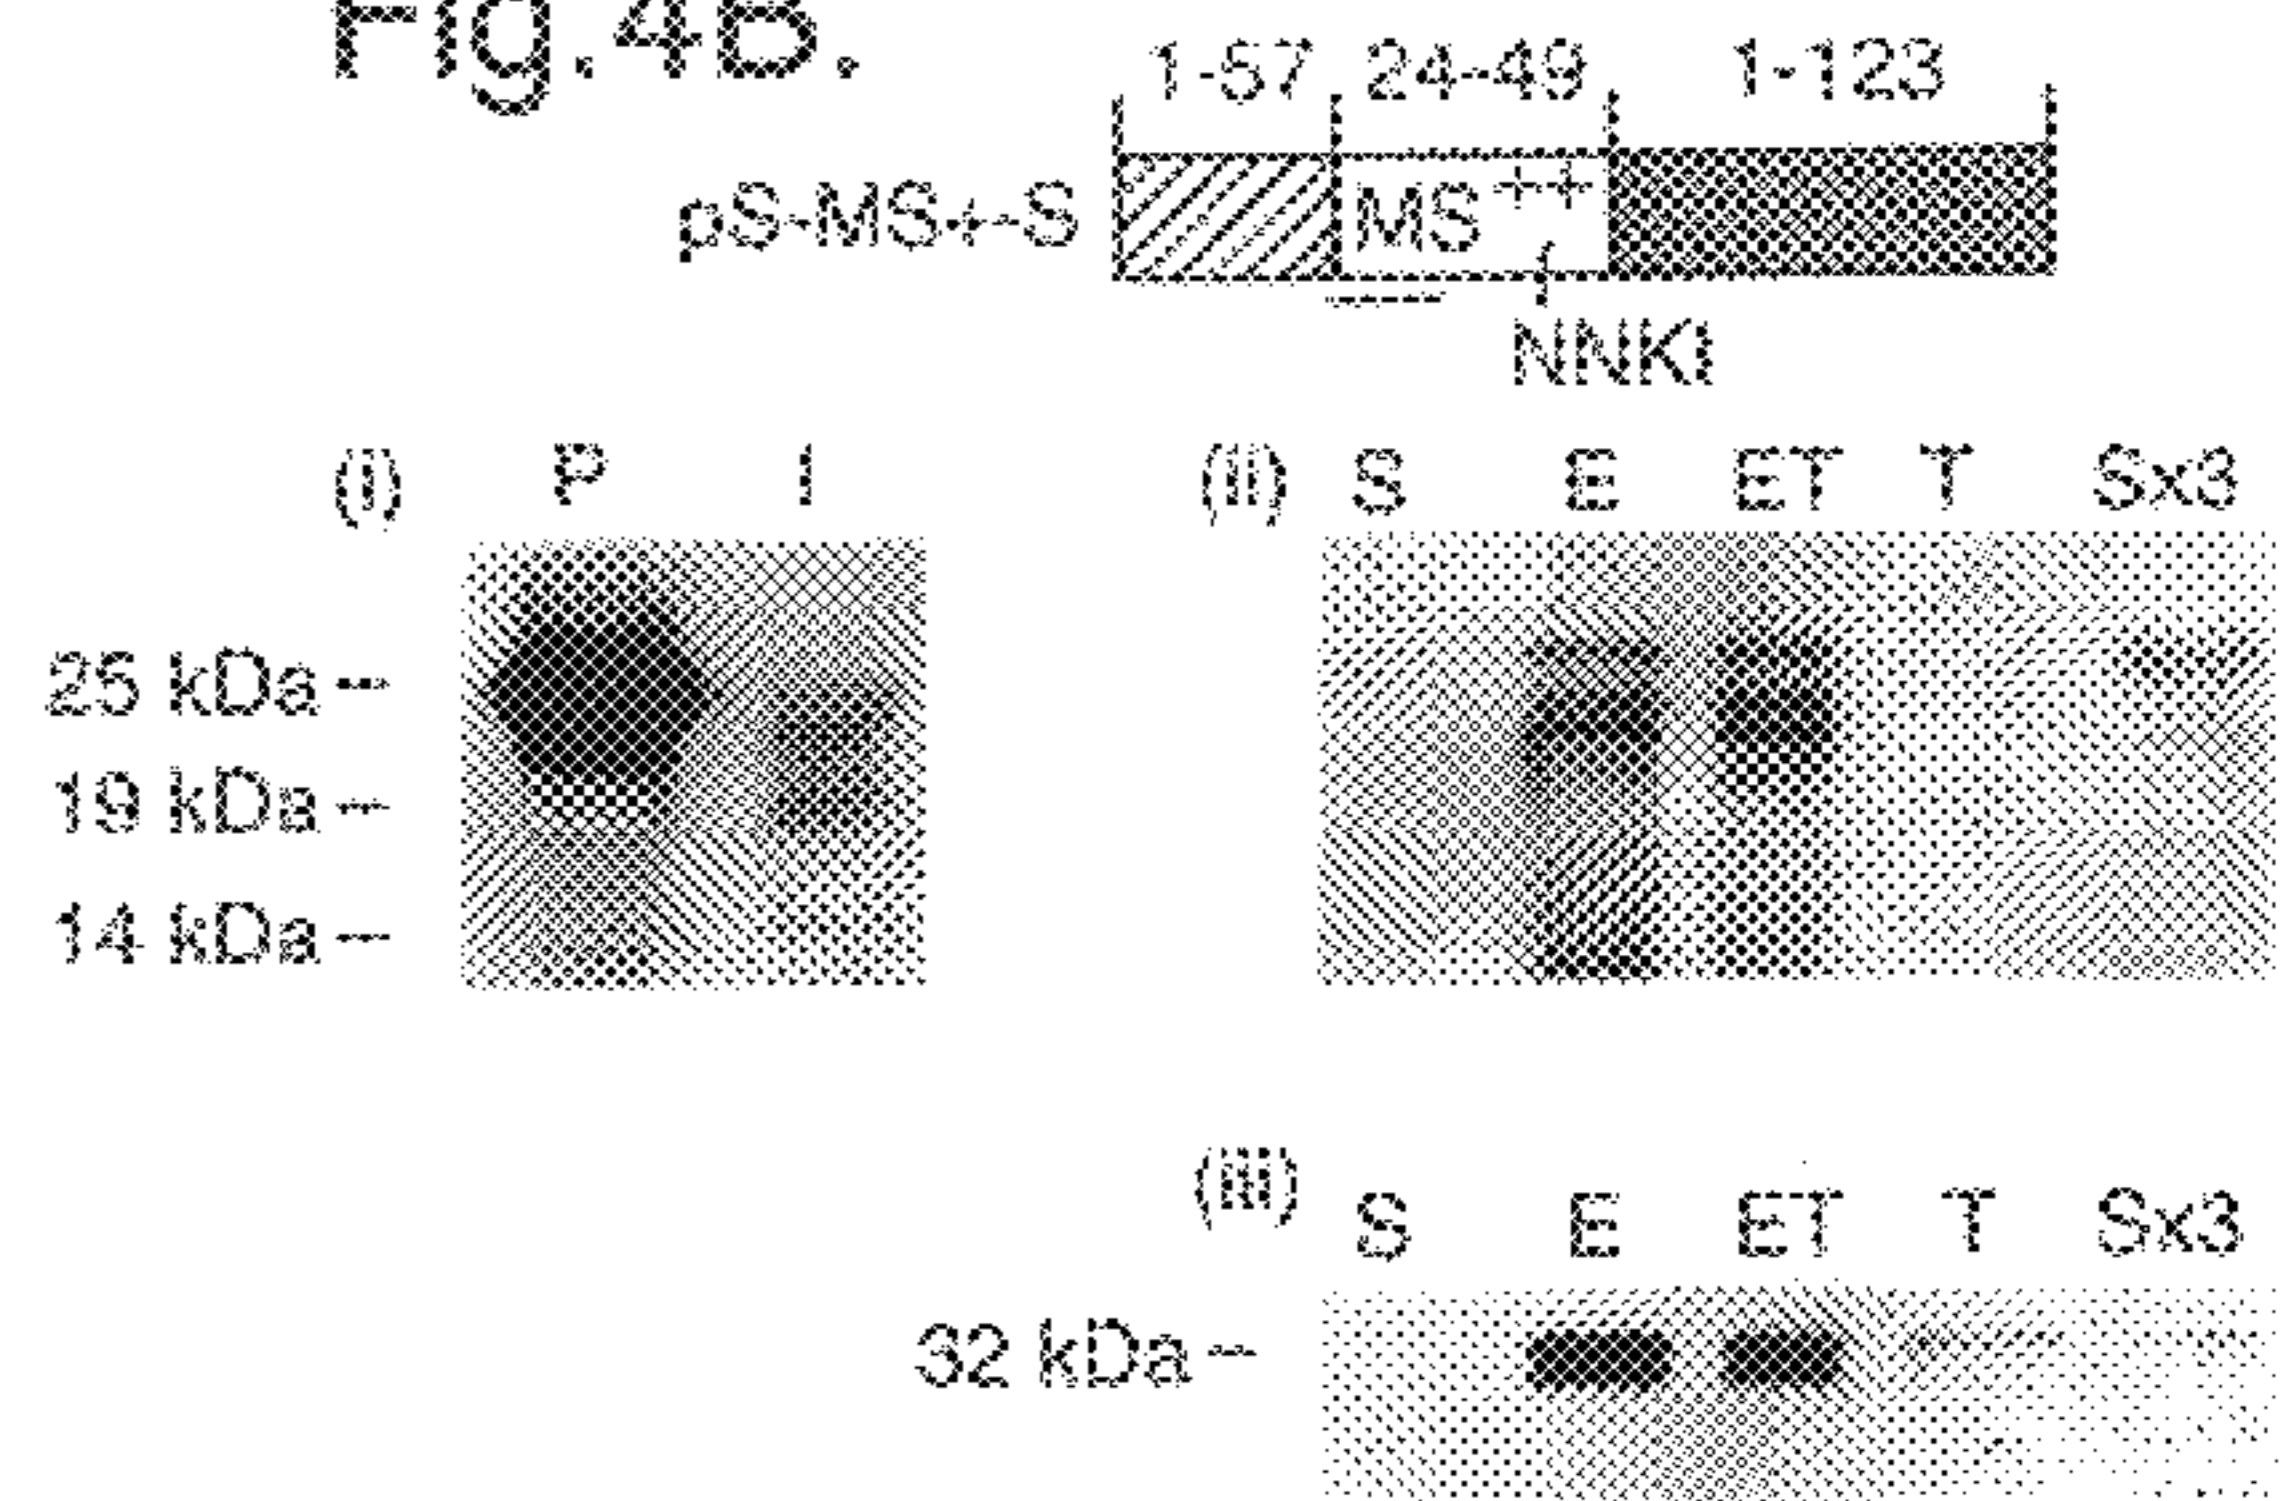 Fig.4B.
1-57 24-49 1-123
pS-MS+-S MS++
NNKI
(i) P I
(ii) S E ET T Sx3
25 kDa-
19 kDa-
14 kDa-
(iii) S E ET T Sx3
32 kDa-